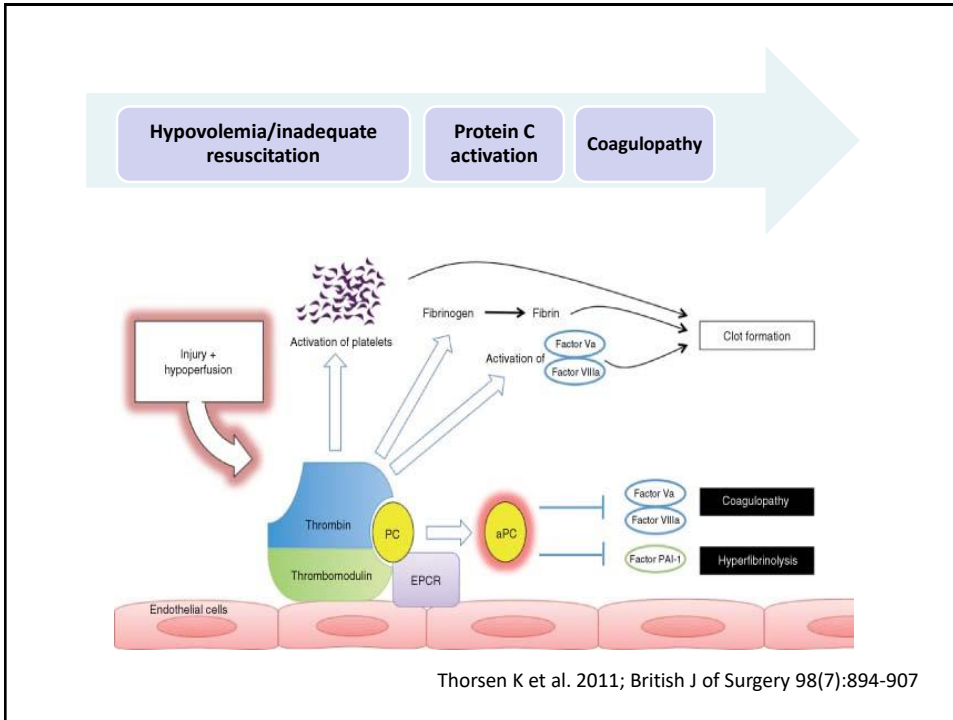 Hypovolemia/inadequate
resuscitation
Protein C
activation
Coagulopathy
Activation of platelets
Fibrinogen
Fibrin
Activation of
Factor Va
Factor VIIIa
Clot formation
Injury +
hypoperfusion
Thrombin
PC
aPC
Thrombomodulin
EPCR
Factor Va
Factor VIIIa
Coagulopathy
Factor PAI-1
Hyperfibrinolysis
Endothelial cells
Thorsen K et al. 2011; British J of Surgery 98(7):894-907